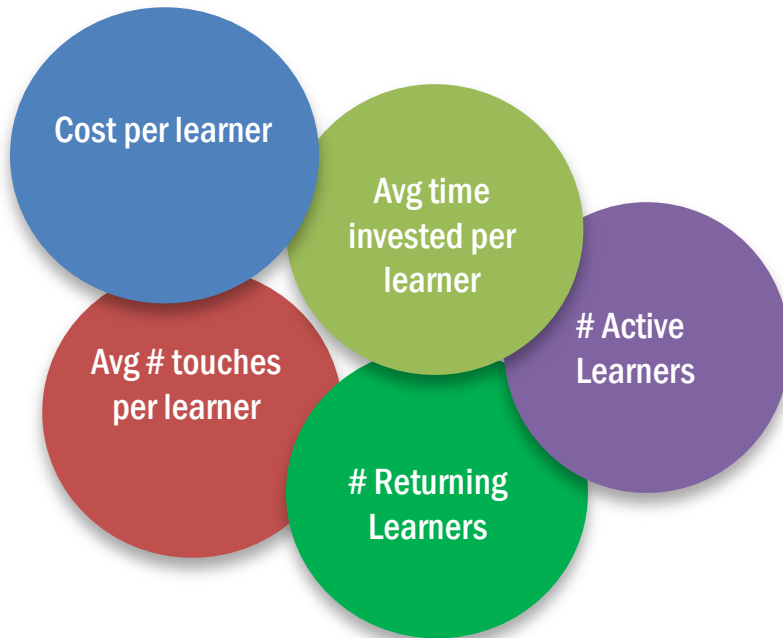 Cost per learner
Avg time
invested per
learner
# Active
Learners
Avg # touches
per learner
# Returning
Learners